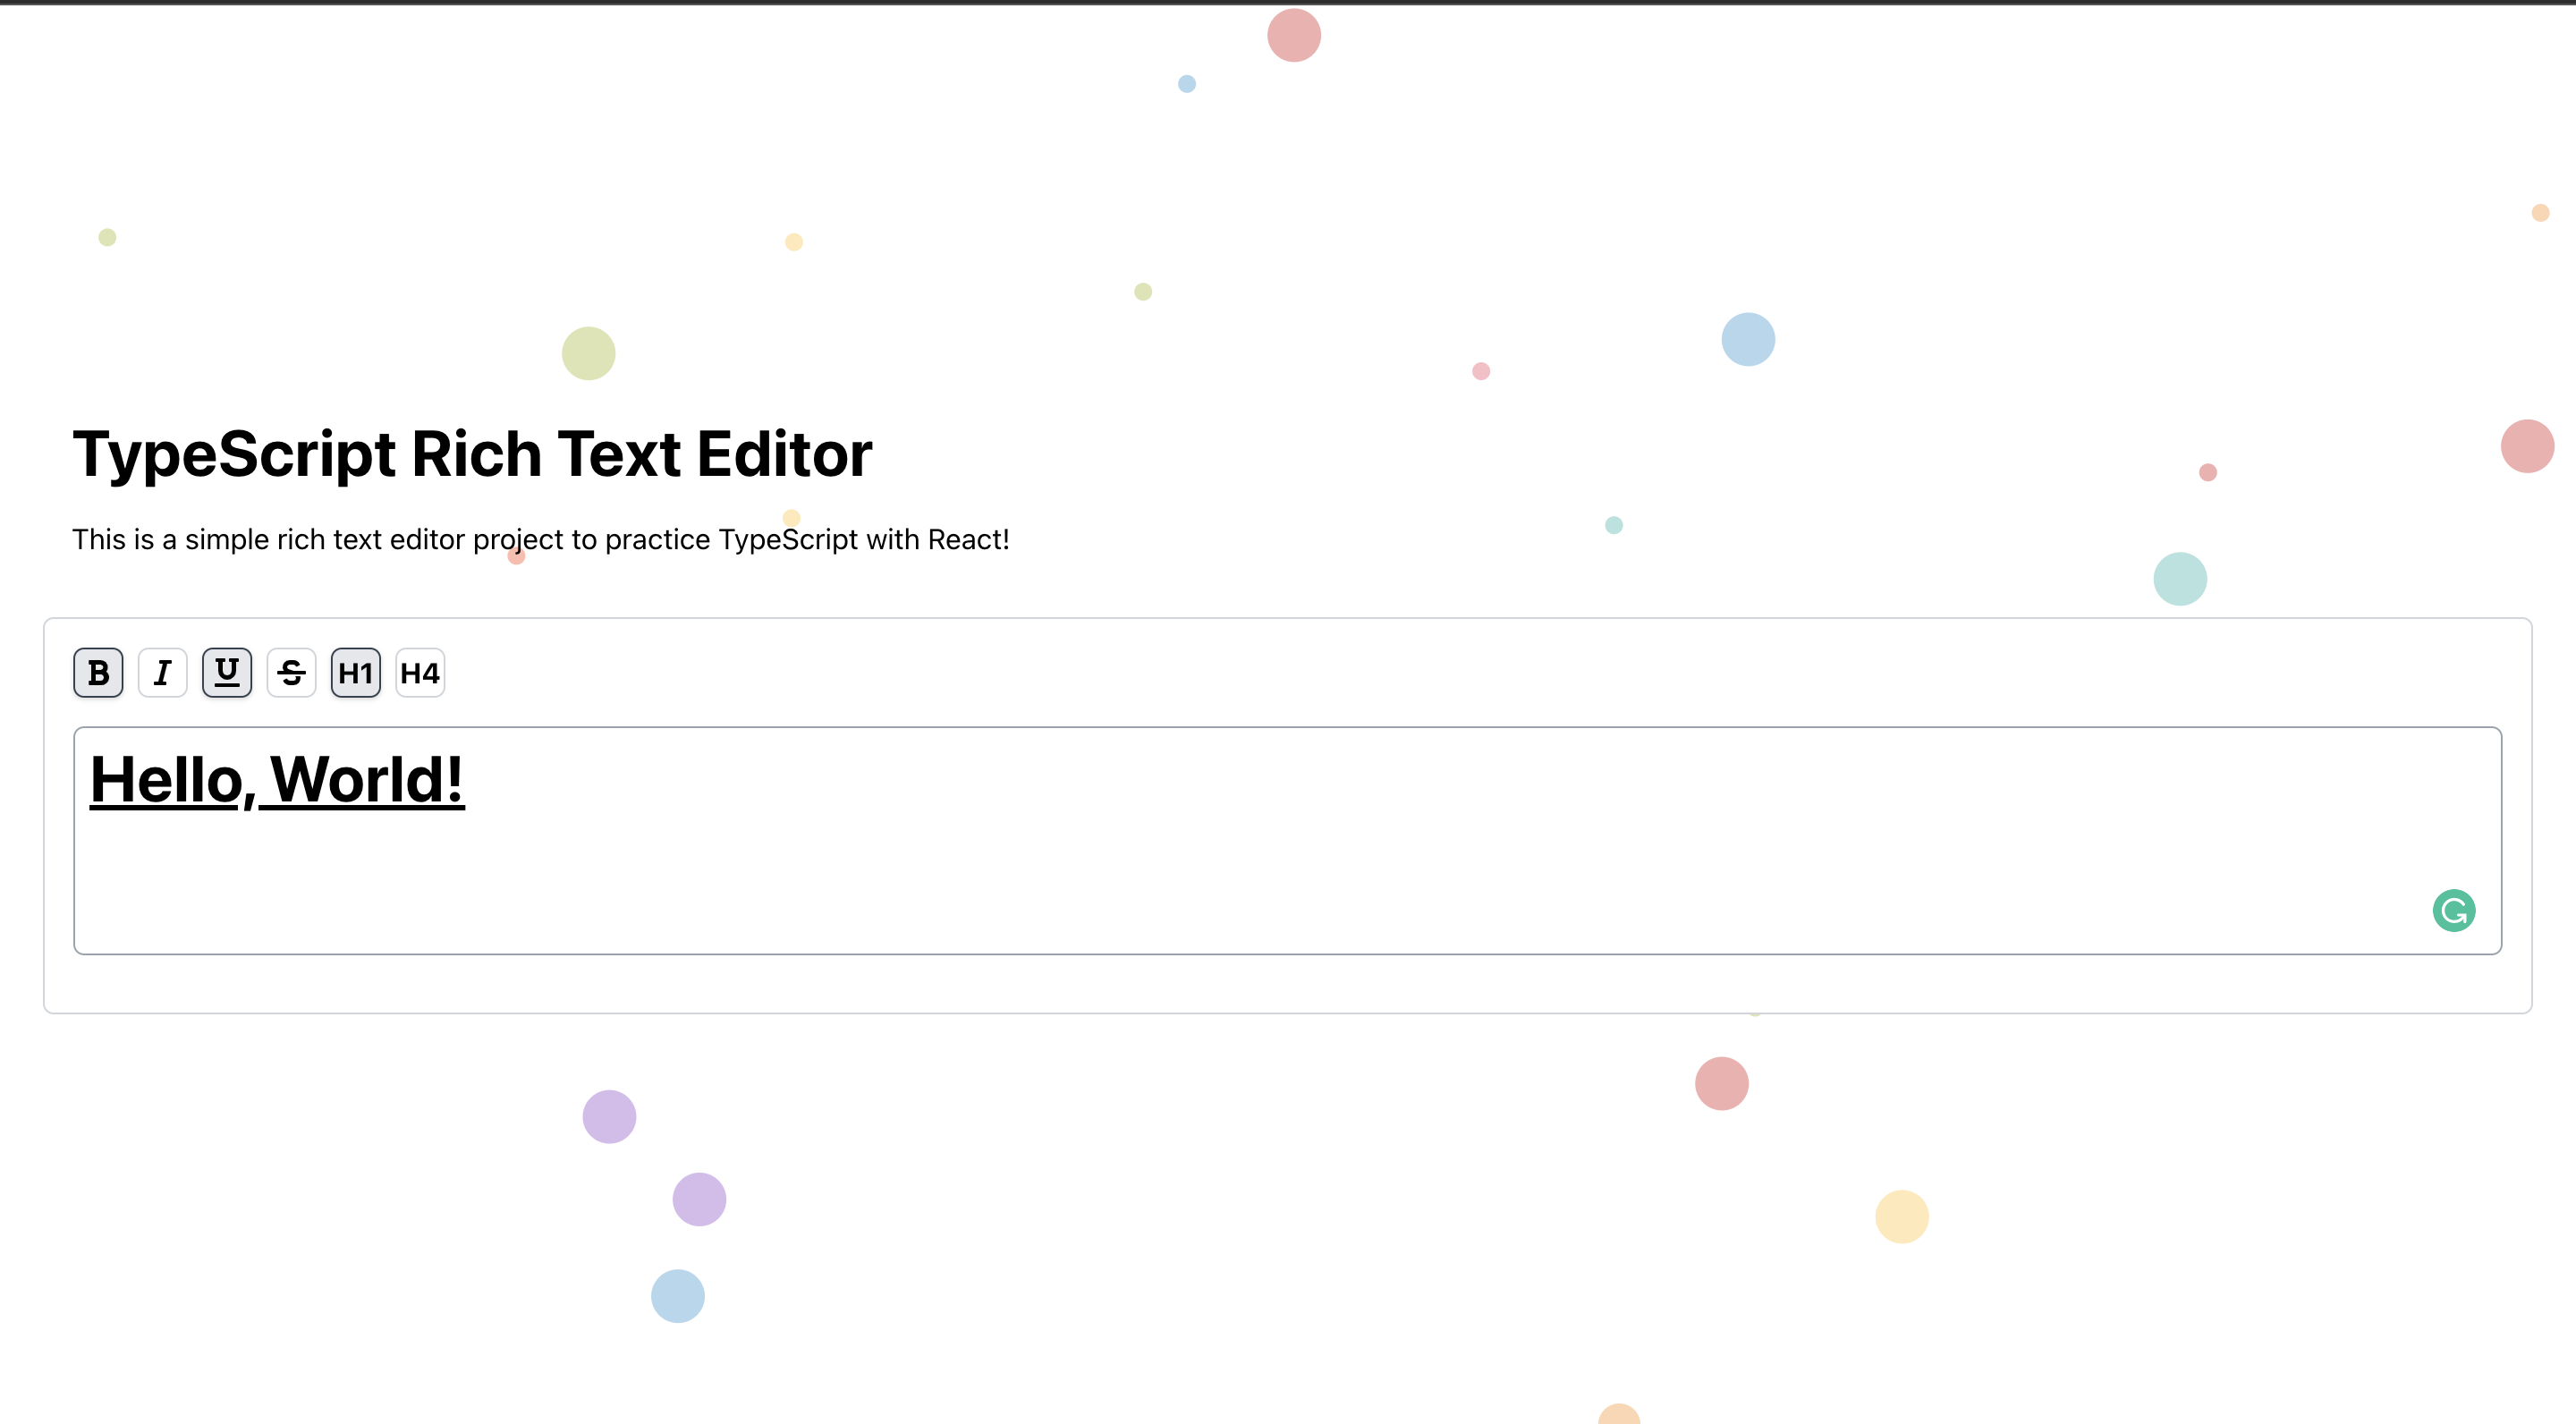 TypeScript Rich Text Editor
This is a simple rich text editor project to practice TypeScript with React!
B I U S H1 H4
Hello, World!